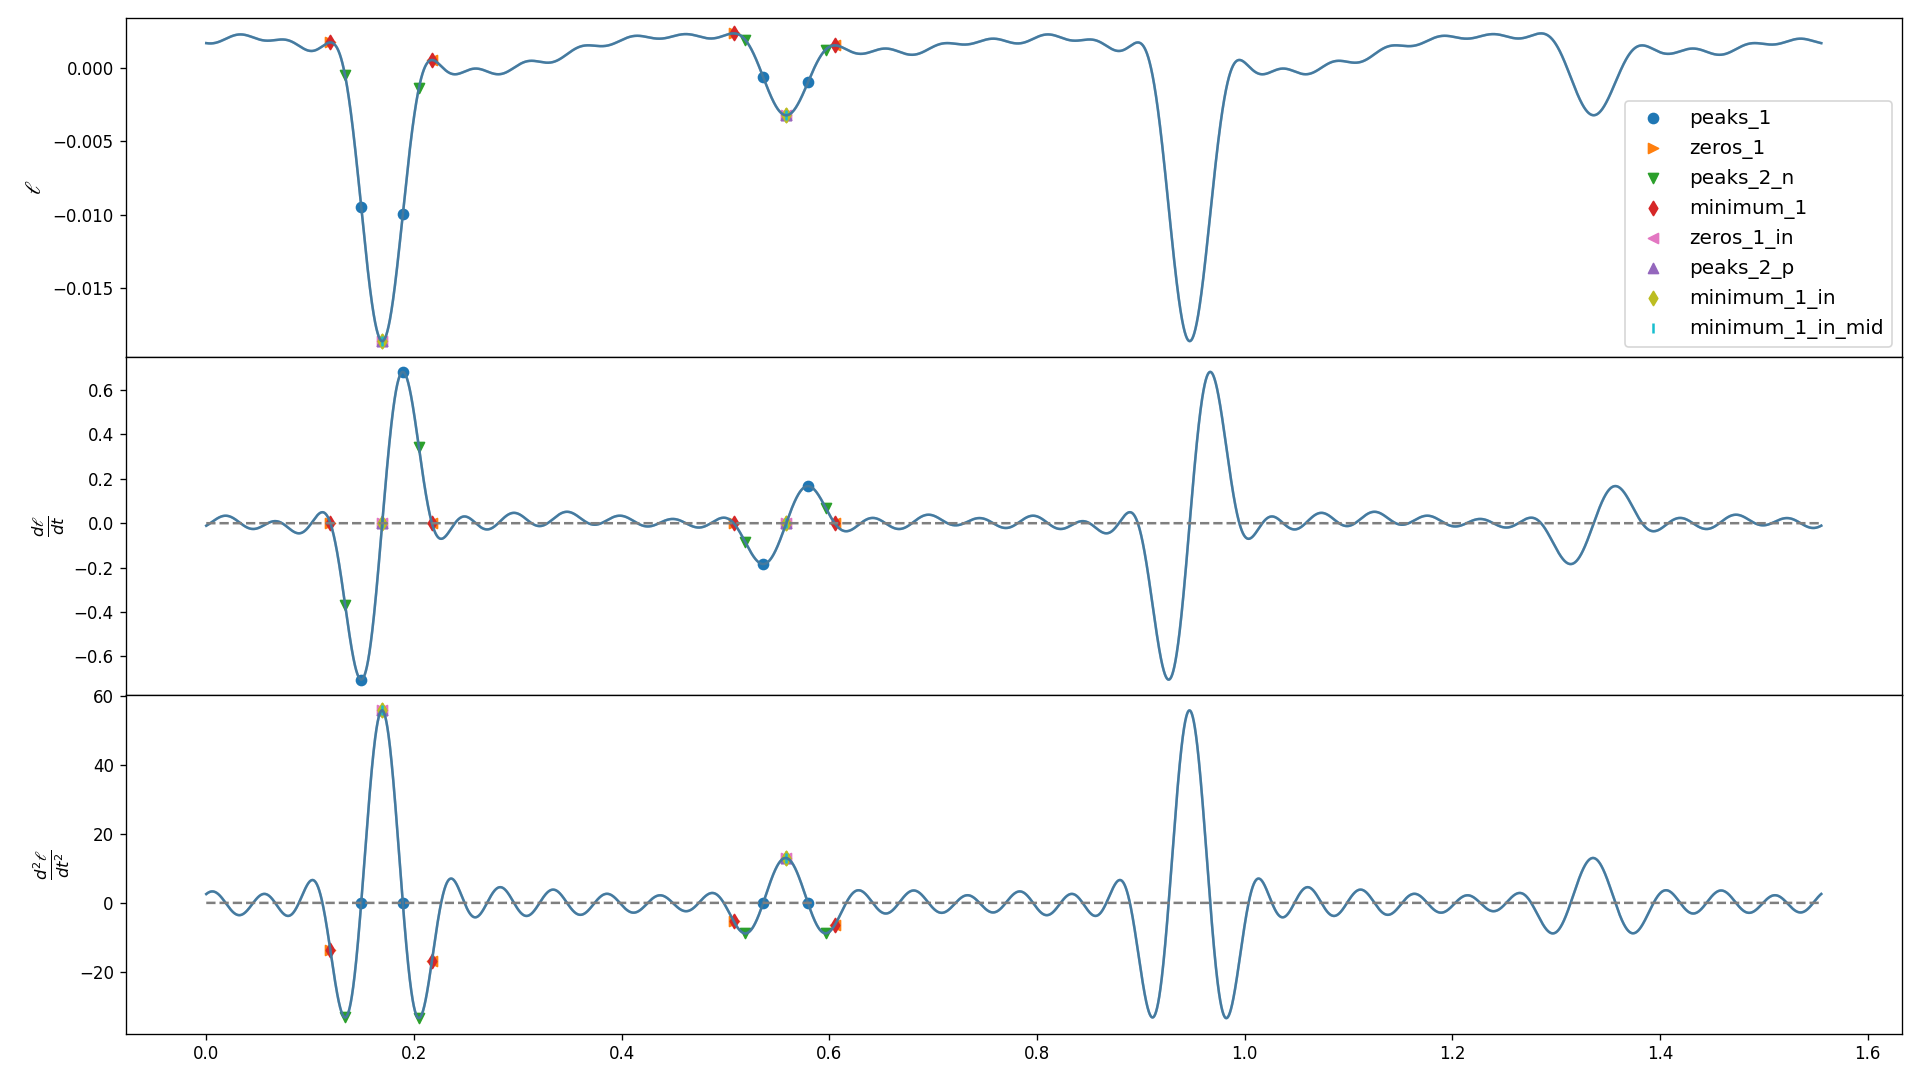 0.000
−0.005
−0.010
−0.015
ℓ
peaks_1
zeros_1
peaks_2_n
minimum_1
zeros_1_in
peaks_2_p
minimum_1_in
minimum_1_in_mid
0.6
0.4
0.2
0.0
−0.2
−0.4
−0.6
dℓ
dt
60
40
20
0
−20
d²ℓ
dt²
0.0 0.2 0.4 0.6 0.8 1.0 1.2 1.4 1.6